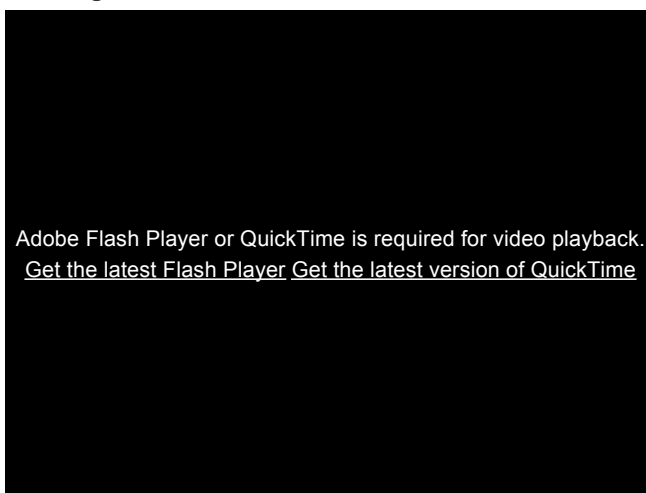 Adobe Flash Player or QuickTime is required for video playback.
Get the latest Flash Player Get the latest version of QuickTime